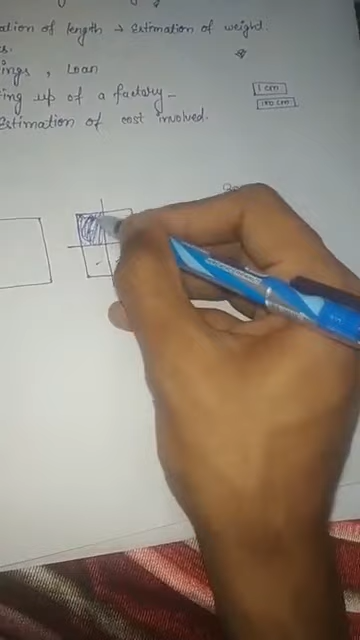 ation of length → Estimation of weight.
s.
ings, Loan
ing up of a factory -
Estimation of cost involved.
1 cm
100 cm